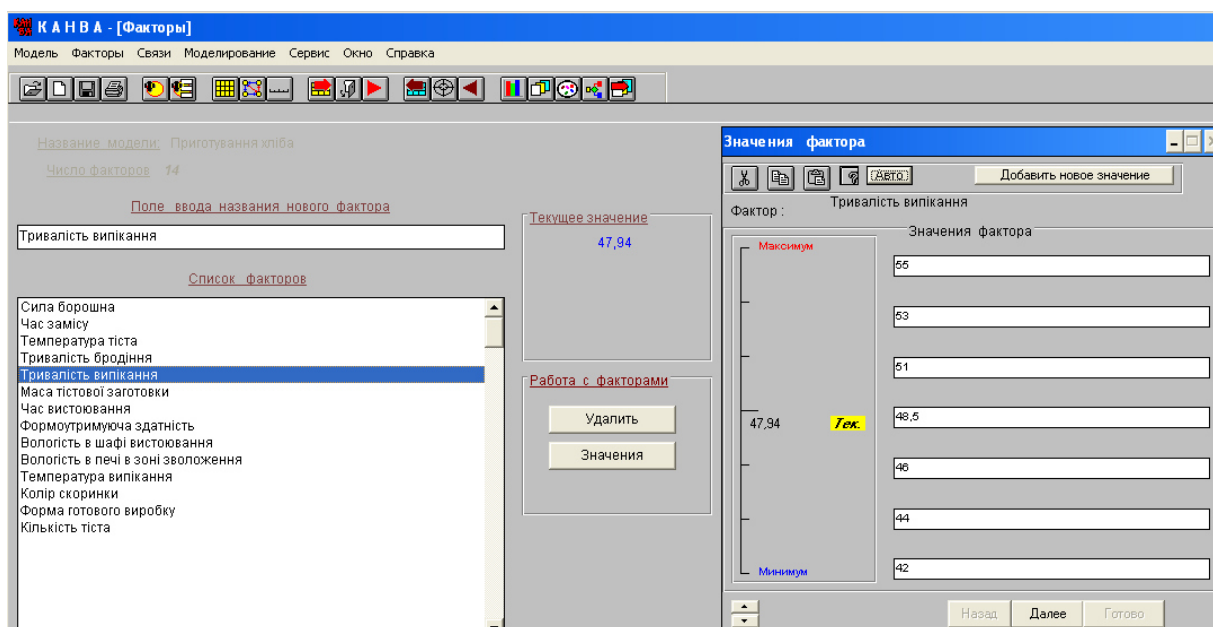 К А Н В А - [Факторы]
Модель Факторы Связи Моделирование Сервис Окно Справка
Название модели: Приготування хліба
Число факторов 14
Поле ввода названия нового фактора
Тривалість випікання
Список факторов
Сила борошна
Час замісу
Температура тіста
Тривалість бродіння
Тривалість випікання
Маса тістової заготовки
Час вистоювання
Формоутримуюча здатність
Вологість в шафі вистоювання
Вологість в печі в зоні зволоження
Температура випікання
Колір скоринки
Форма готового виробку
Кількість тіста
Текущее значение
47,94
Работа с факторами
Удалить
Значения
Значения фактора
Авто
Добавить новое значение
Фактор : Тривалість випікання
Значения фактора
Максимум
55
53
51
47,94 Тек.
48,5
46
44
42
Минимум
Назад Далее Готово